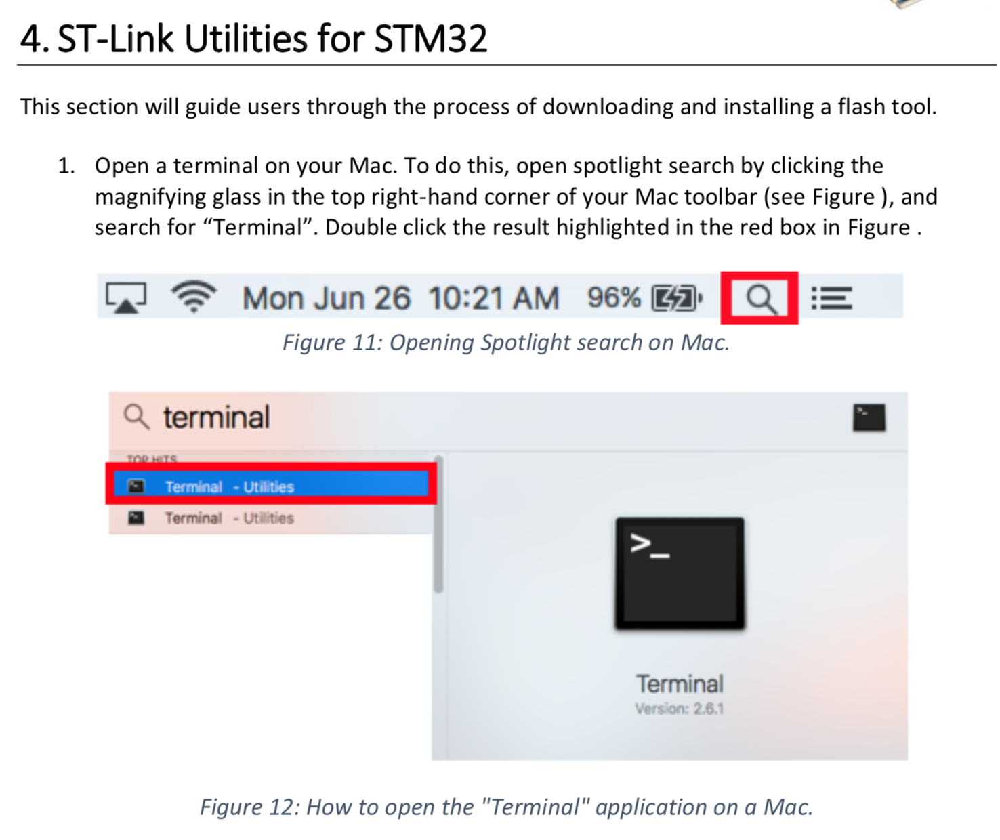 4. ST-Link Utilities for STM32
This section will guide users through the process of downloading and installing a flash tool.
1. Open a terminal on your Mac. To do this, open spotlight search by clicking the
magnifying glass in the top right-hand corner of your Mac toolbar (see Figure ), and
search for “Terminal”. Double click the result highlighted in the red box in Figure .
Mon Jun 26 10:21 AM 96%
Figure 11: Opening Spotlight search on Mac.
terminal
TOP HITS
Terminal - Utilities
Terminal - Utilities
>_
Terminal
Version: 2.6.1
Figure 12: How to open the "Terminal" application on a Mac.